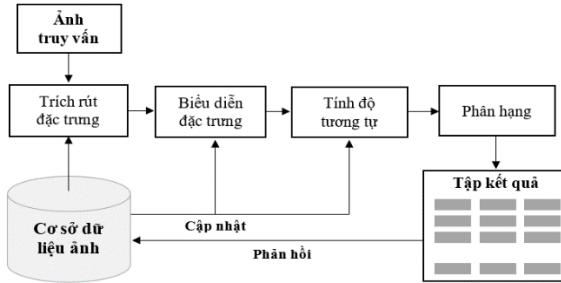 Ảnh
truy vấn
Trích rút
đặc trưng
Biểu diễn
đặc trưng
Tính độ
tương tự
Phân hạng
Cơ sở dữ
liệu ảnh
Cập nhật
Phản hồi
Tập kết quả